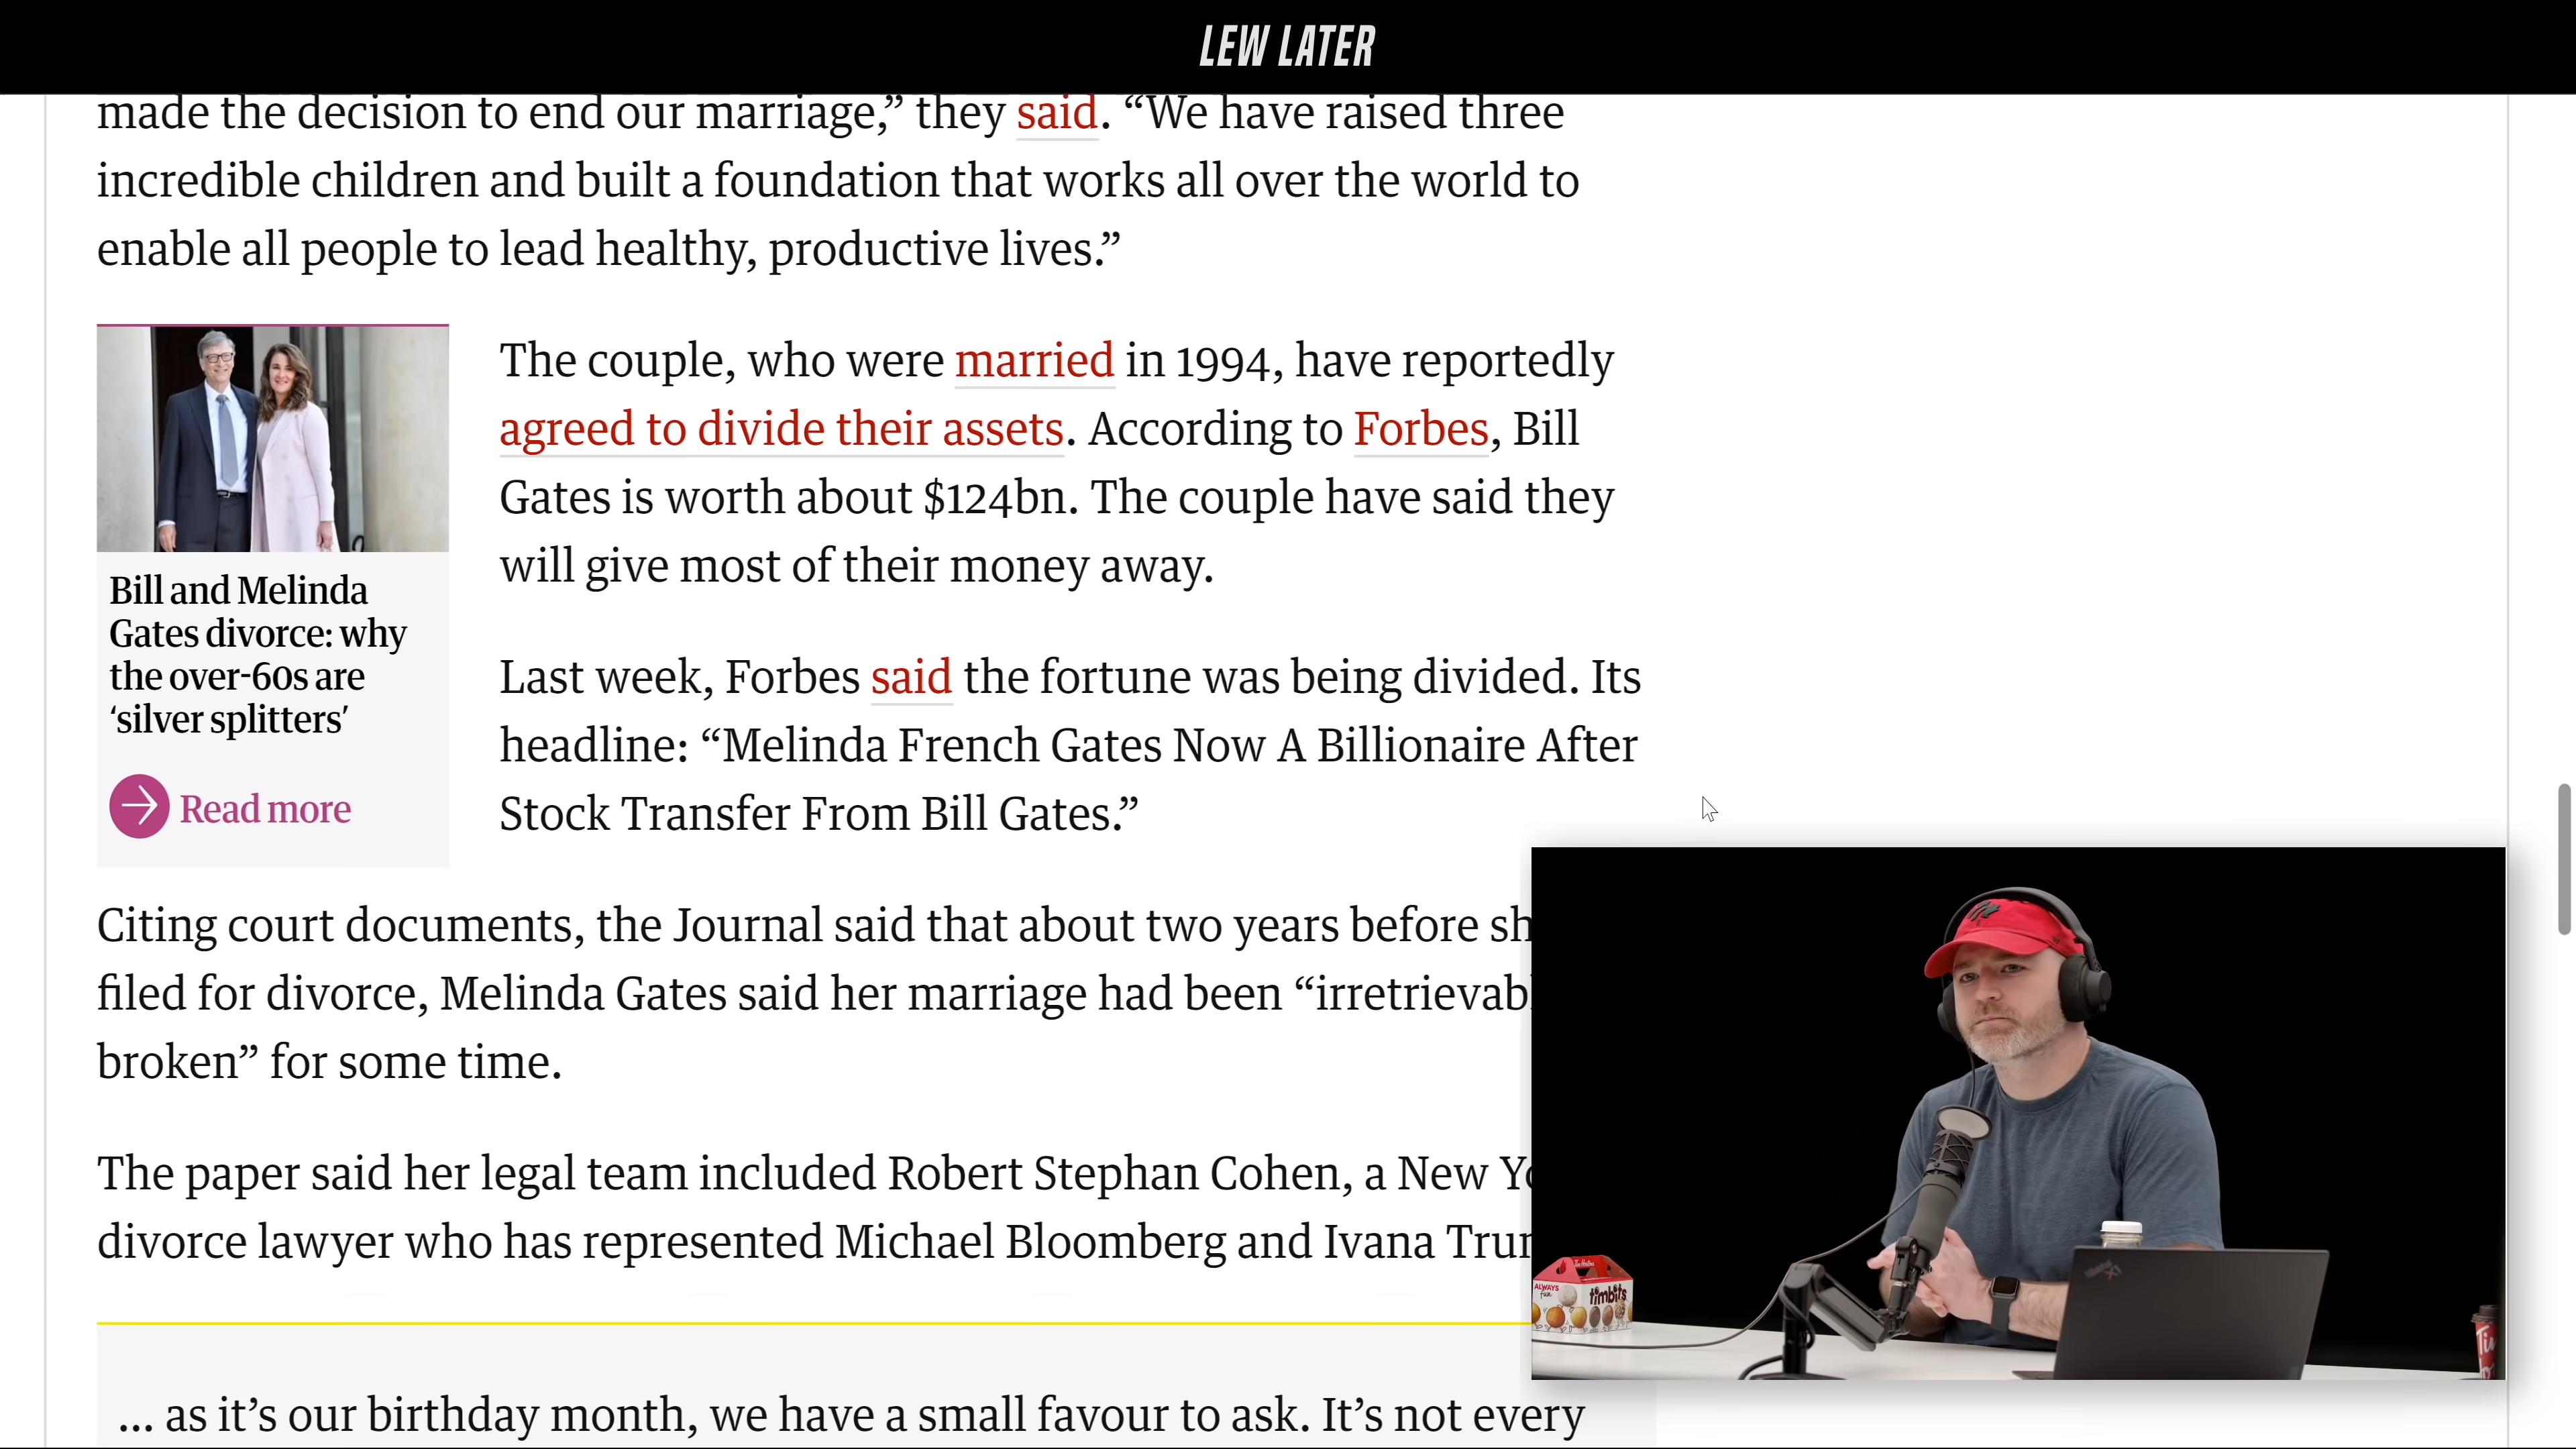 LEW LATER
made the decision to end our marriage,” they said. “We have raised three
incredible children and built a foundation that works all over the world to
enable all people to lead healthy, productive lives.”
The couple, who were married in 1994, have reportedly
agreed to divide their assets. According to Forbes, Bill
Gates is worth about $124bn. The couple have said they
will give most of their money away.
Bill and Melinda
Gates divorce: why
the over-60s are
‘silver splitters’
Read more
Last week, Forbes said the fortune was being divided. Its
headline: “Melinda French Gates Now A Billionaire After
Stock Transfer From Bill Gates.”
Citing court documents, the Journal said that about two years before sh
filed for divorce, Melinda Gates said her marriage had been “irretrievab
broken” for some time.
The paper said her legal team included Robert Stephan Cohen, a New Yo
divorce lawyer who has represented Michael Bloomberg and Ivana Tru
... as it’s our birthday month, we have a small favour to ask. It’s not every
Tim Hortons
ALWAYS
fun
timbits
Ti